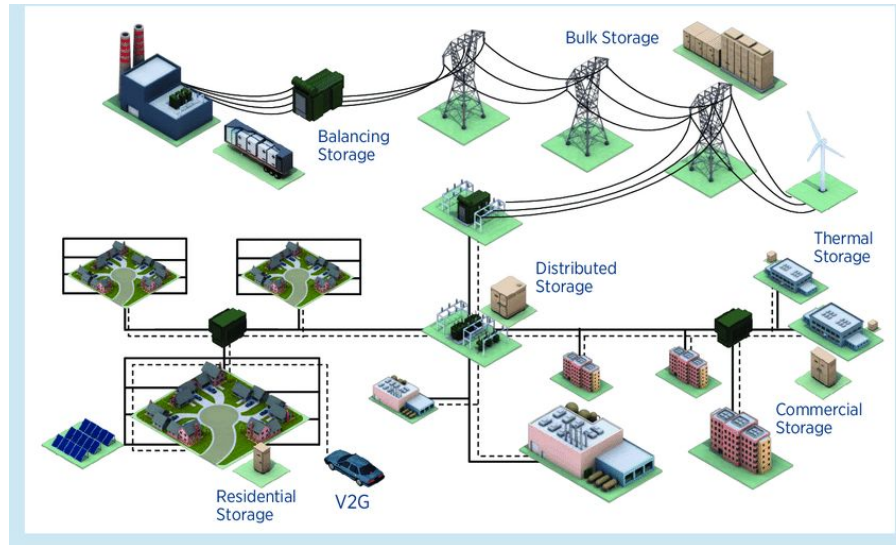 Bulk Storage
Balancing
Storage
Thermal
Storage
Distributed
Storage
Commercial
Storage
Residential
Storage
V2G